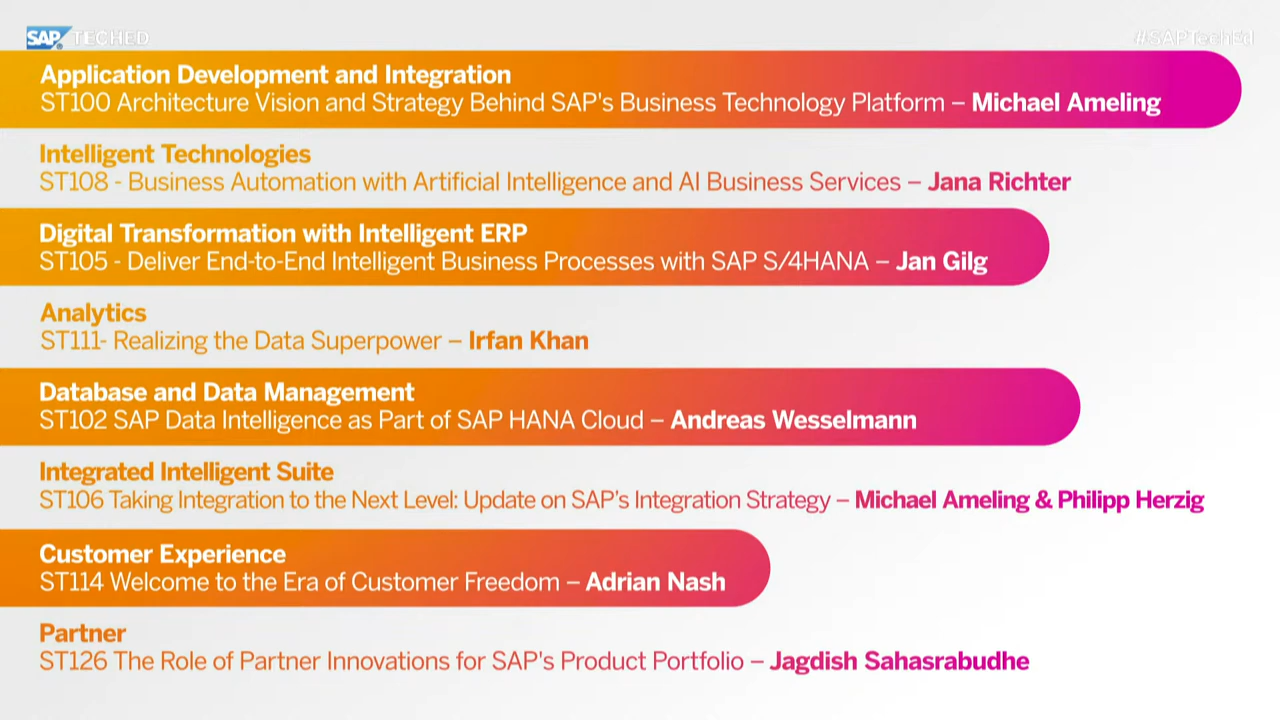 SAP TECHED
#SAPTechEd
Application Development and Integration
ST100 Architecture Vision and Strategy Behind SAP's Business Technology Platform – Michael Ameling
Intelligent Technologies
ST108 - Business Automation with Artificial Intelligence and AI Business Services – Jana Richter
Digital Transformation with Intelligent ERP
ST105 - Deliver End-to-End Intelligent Business Processes with SAP S/4HANA – Jan Gilg
Analytics
ST111- Realizing the Data Superpower – Irfan Khan
Database and Data Management
ST102 SAP Data Intelligence as Part of SAP HANA Cloud – Andreas Wesselmann
Integrated Intelligent Suite
ST106 Taking Integration to the Next Level: Update on SAP’s Integration Strategy – Michael Ameling & Philipp Herzig
Customer Experience
ST114 Welcome to the Era of Customer Freedom – Adrian Nash
Partner
ST126 The Role of Partner Innovations for SAP's Product Portfolio – Jagdish Sahasrabudhe